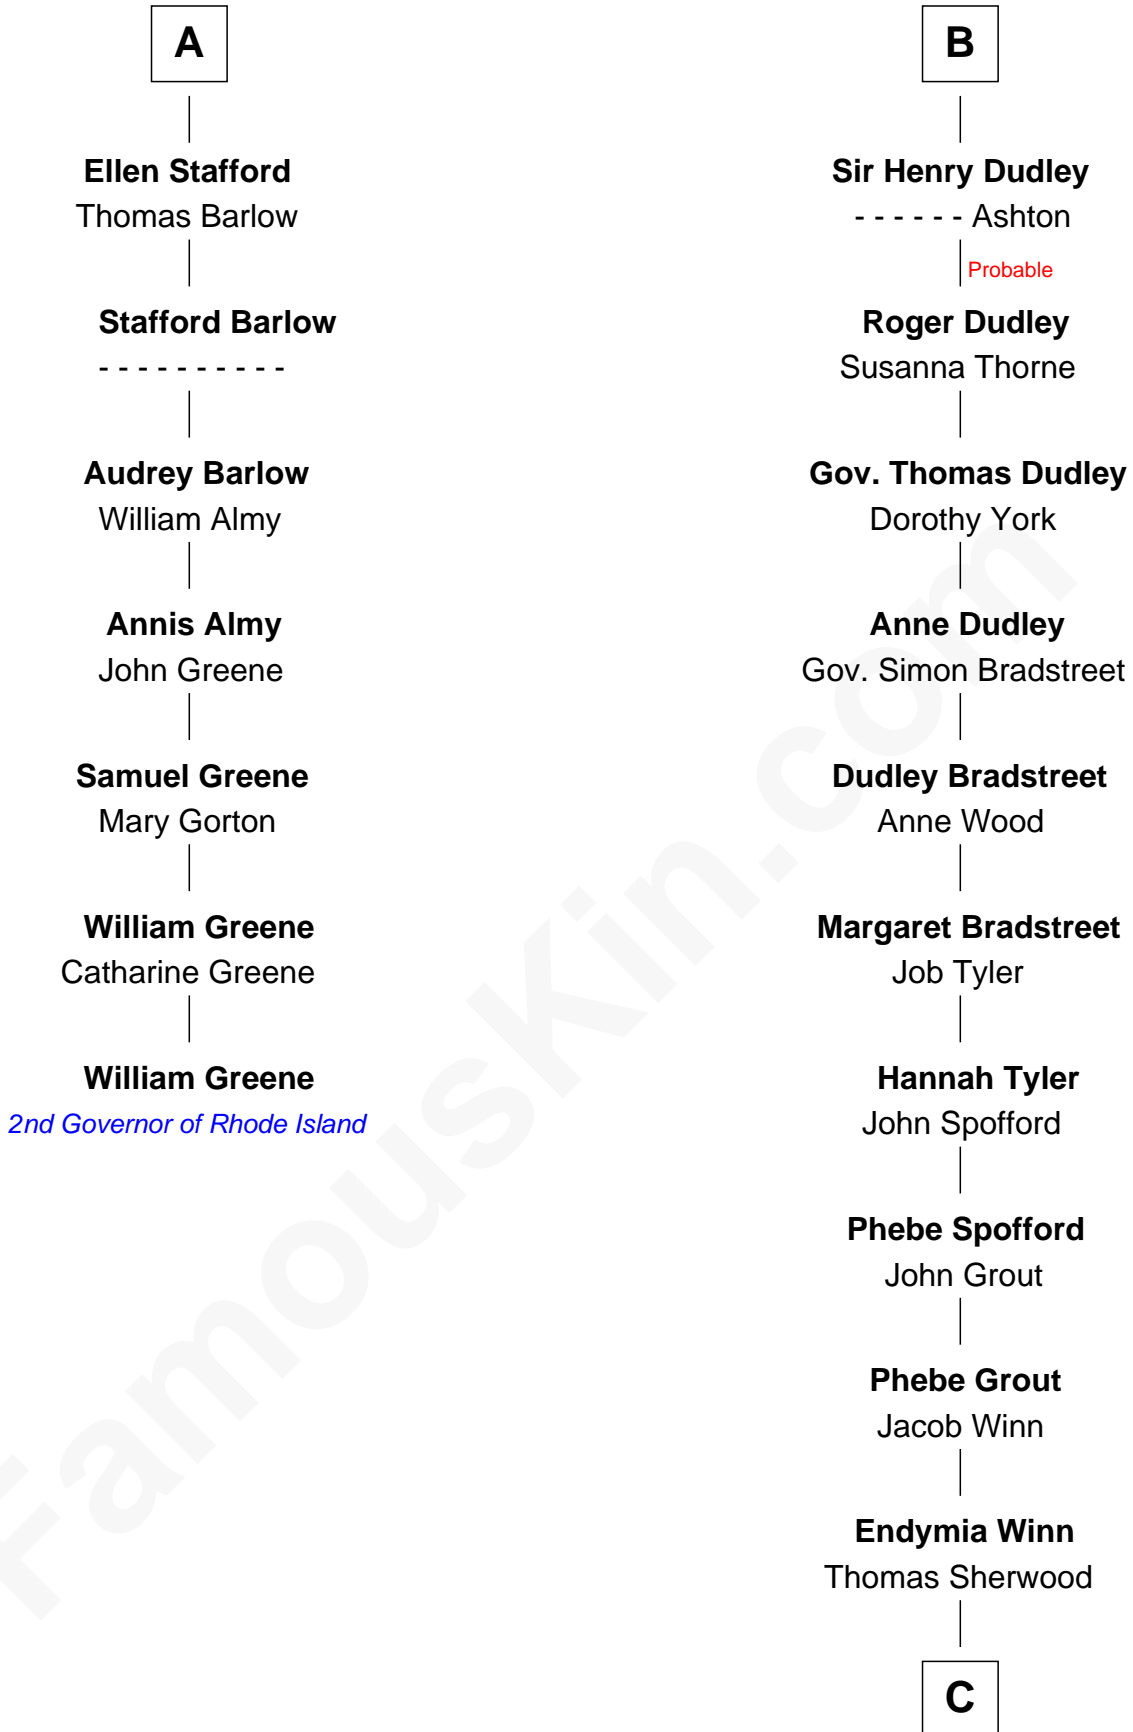 A
Ellen Stafford
Thomas Barlow
Stafford Barlow
- - - - - - - - - -
Audrey Barlow
William Almy
Annis Almy
John Greene
Samuel Greene
Mary Gorton
William Greene
Catharine Greene
William Greene
2nd Governor of Rhode Island
B
Sir Henry Dudley
- - - - - - Ashton
Probable
Roger Dudley
Susanna Thorne
Gov. Thomas Dudley
Dorothy York
Anne Dudley
Gov. Simon Bradstreet
Dudley Bradstreet
Anne Wood
Margaret Bradstreet
Job Tyler
Hannah Tyler
John Spofford
Phebe Spofford
John Grout
Phebe Grout
Jacob Winn
Endymia Winn
Thomas Sherwood
C
FamousKin.com